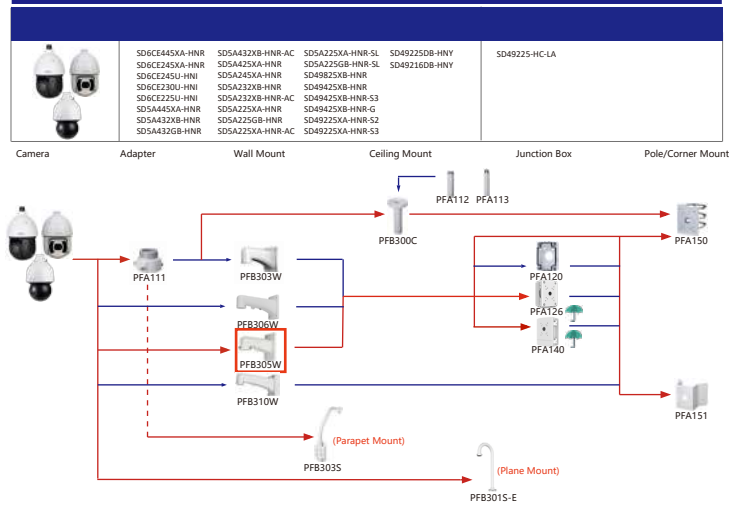 SD6CE445XA-HNR SD5A432XB-HNR-AC SD5A225XA-HNR-SL SD49225DB-HNY SD49225-HC-LA
SD6CE245XA-HNR SD5A425XA-HNR SD5A225GB-HNR-SL SD49216DB-HNY
SD6CE245U-HNI SD5A245XA-HNR SD49825XB-HNR
SD6CE230U-HNI SD5A232XB-HNR SD49425XB-HNR
SD6CE225U-HNI SD5A232XB-HNR-AC SD49425XB-HNR-S3
SD5A445XA-HNR SD5A225XA-HNR SD49425XB-HNR-G
SD5A432XB-HNR SD5A225GB-HNR SD49225XA-HNR-S2
SD5A432GB-HNR SD5A225XA-HNR-AC SD49225XA-HNR-S3
Camera Adapter Wall Mount Ceiling Mount Junction Box Pole/Corner Mount
PFA112 PFA113
PFB300C PFA150
PFA111 PFB303W PFA120
PFB306W PFA126
PFB305W PFA140
PFB310W PFA151
(Parapet Mount)
PFB303S
(Plane Mount)
PFB301S-E